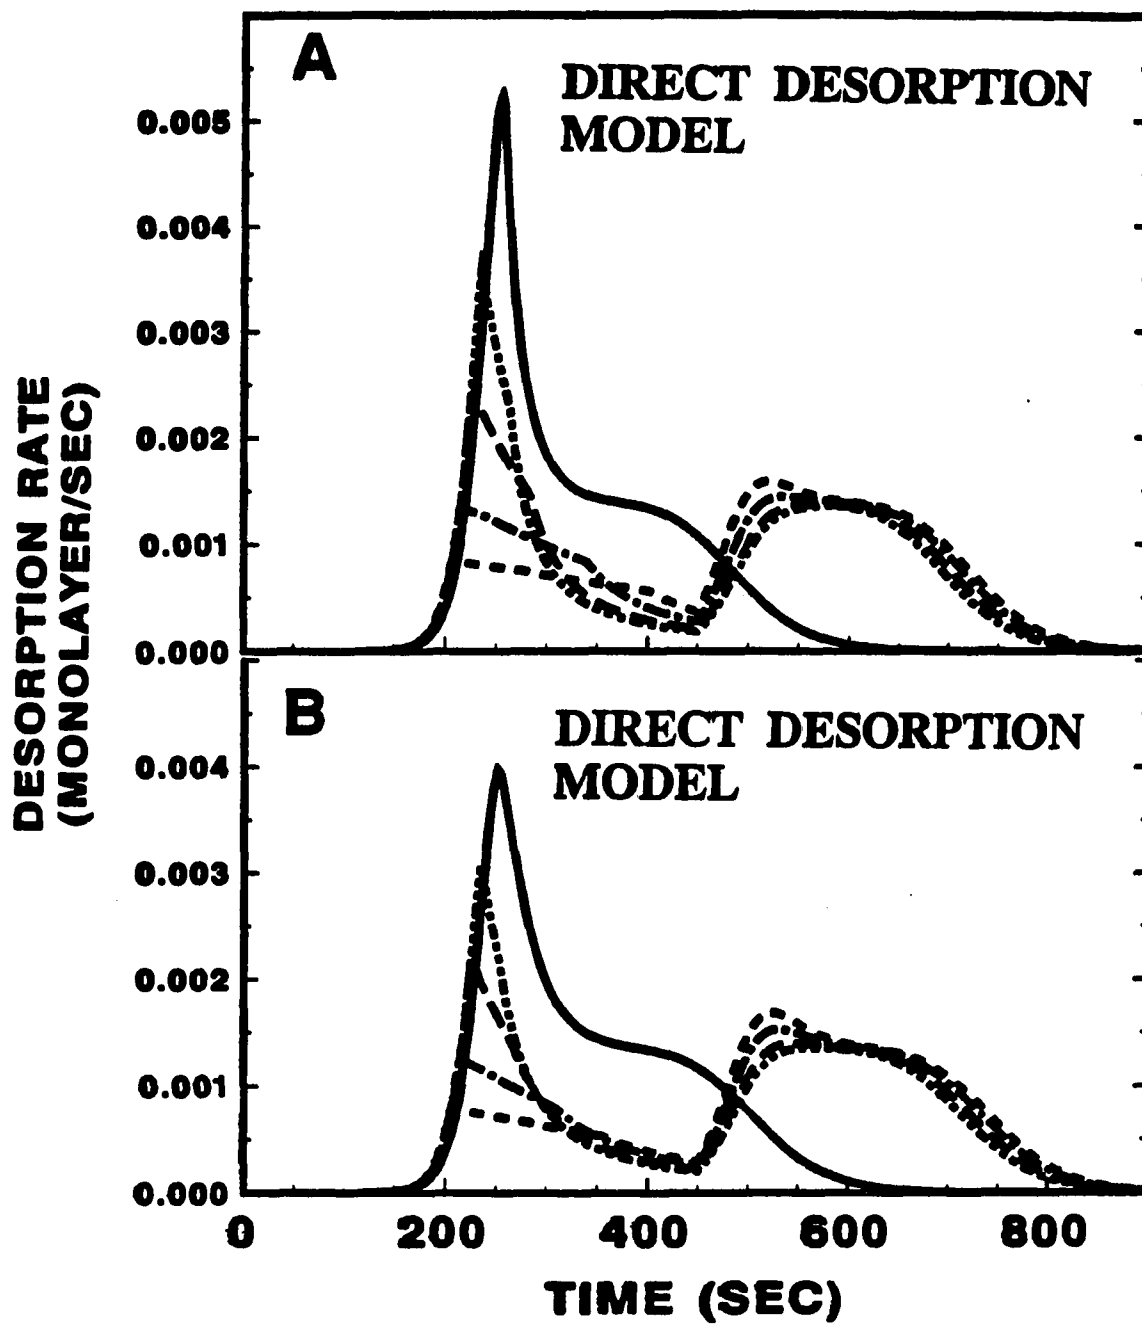 A
DIRECT DESORPTION
MODEL
0.005
0.004
0.003
0.002
0.001
0.000
DESORPTION RATE
(MONOLAYER/SEC)
B
DIRECT DESORPTION
MODEL
0.004
0.003
0.002
0.001
0.000
0 200 400 600 800
TIME (SEC)